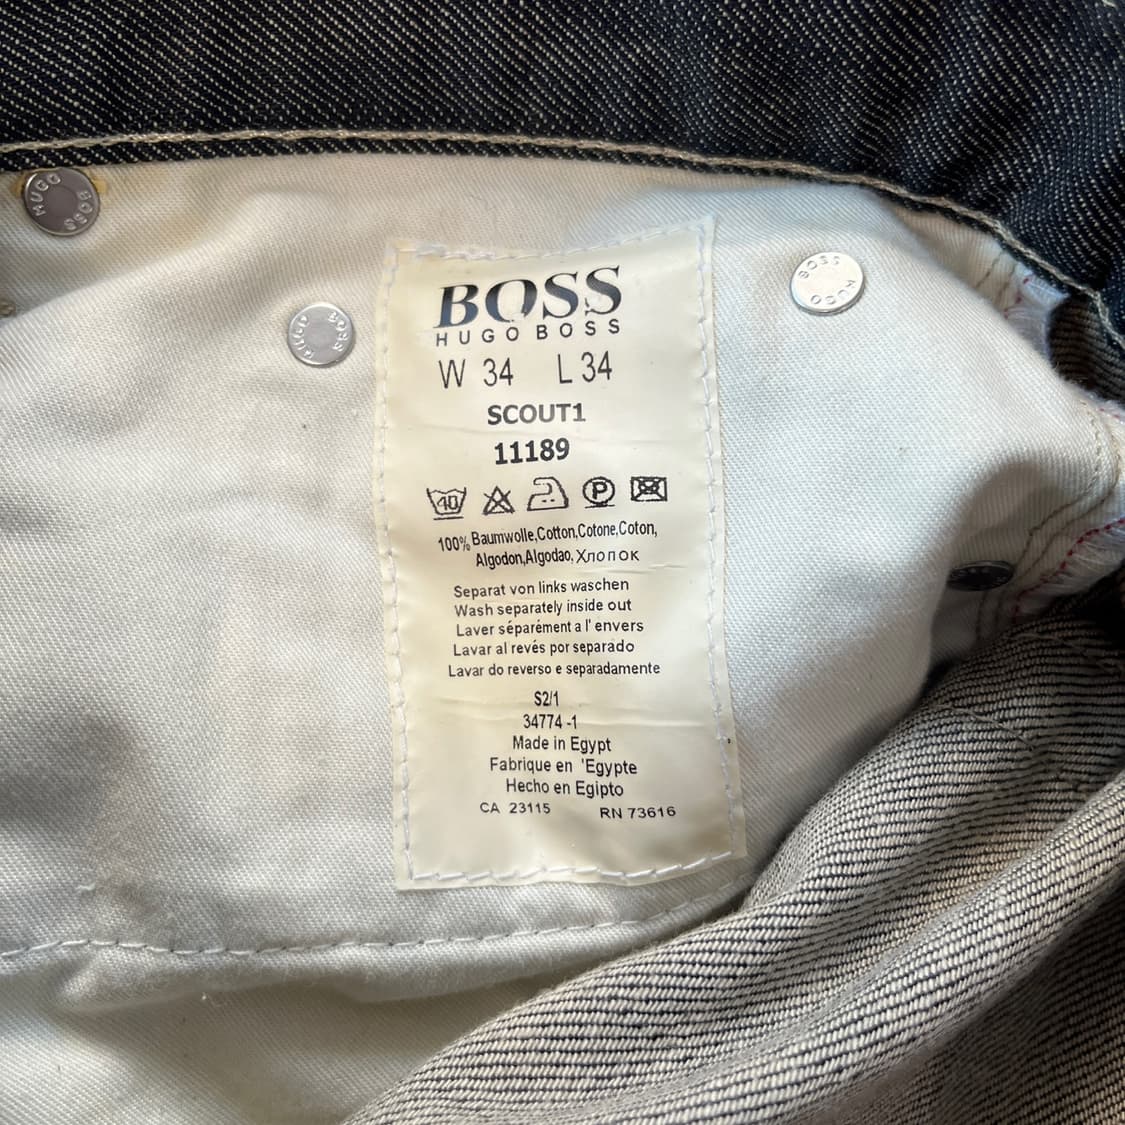 HUGO BOSS
BOSS HUGO
HUGO BOSS
BOSS
HUGO BOSS
W 34 L 34
SCOUT1
11189
40 P
100% Baumwolle,Cotton,Cotone,Coton,
Algodon,Algodao,Хлопок
Separat von links waschen
Wash separately inside out
Laver séparément a l' envers
Lavar al revés por separado
Lavar do reverso e separadamente
S2/1
34774 -1
Made in Egypt
Fabrique en 'Egypte
Hecho en Egipto
CA 23115 RN 73616